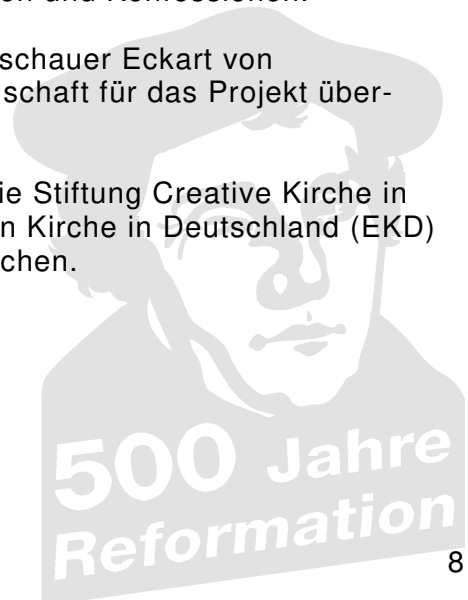 en und Konfessionen.
schauer Eckart von
schaft für das Projekt über-
ie Stiftung Creative Kirche in
n Kirche in Deutschland (EKD)
chen.
500 Jahre
Reformation
8